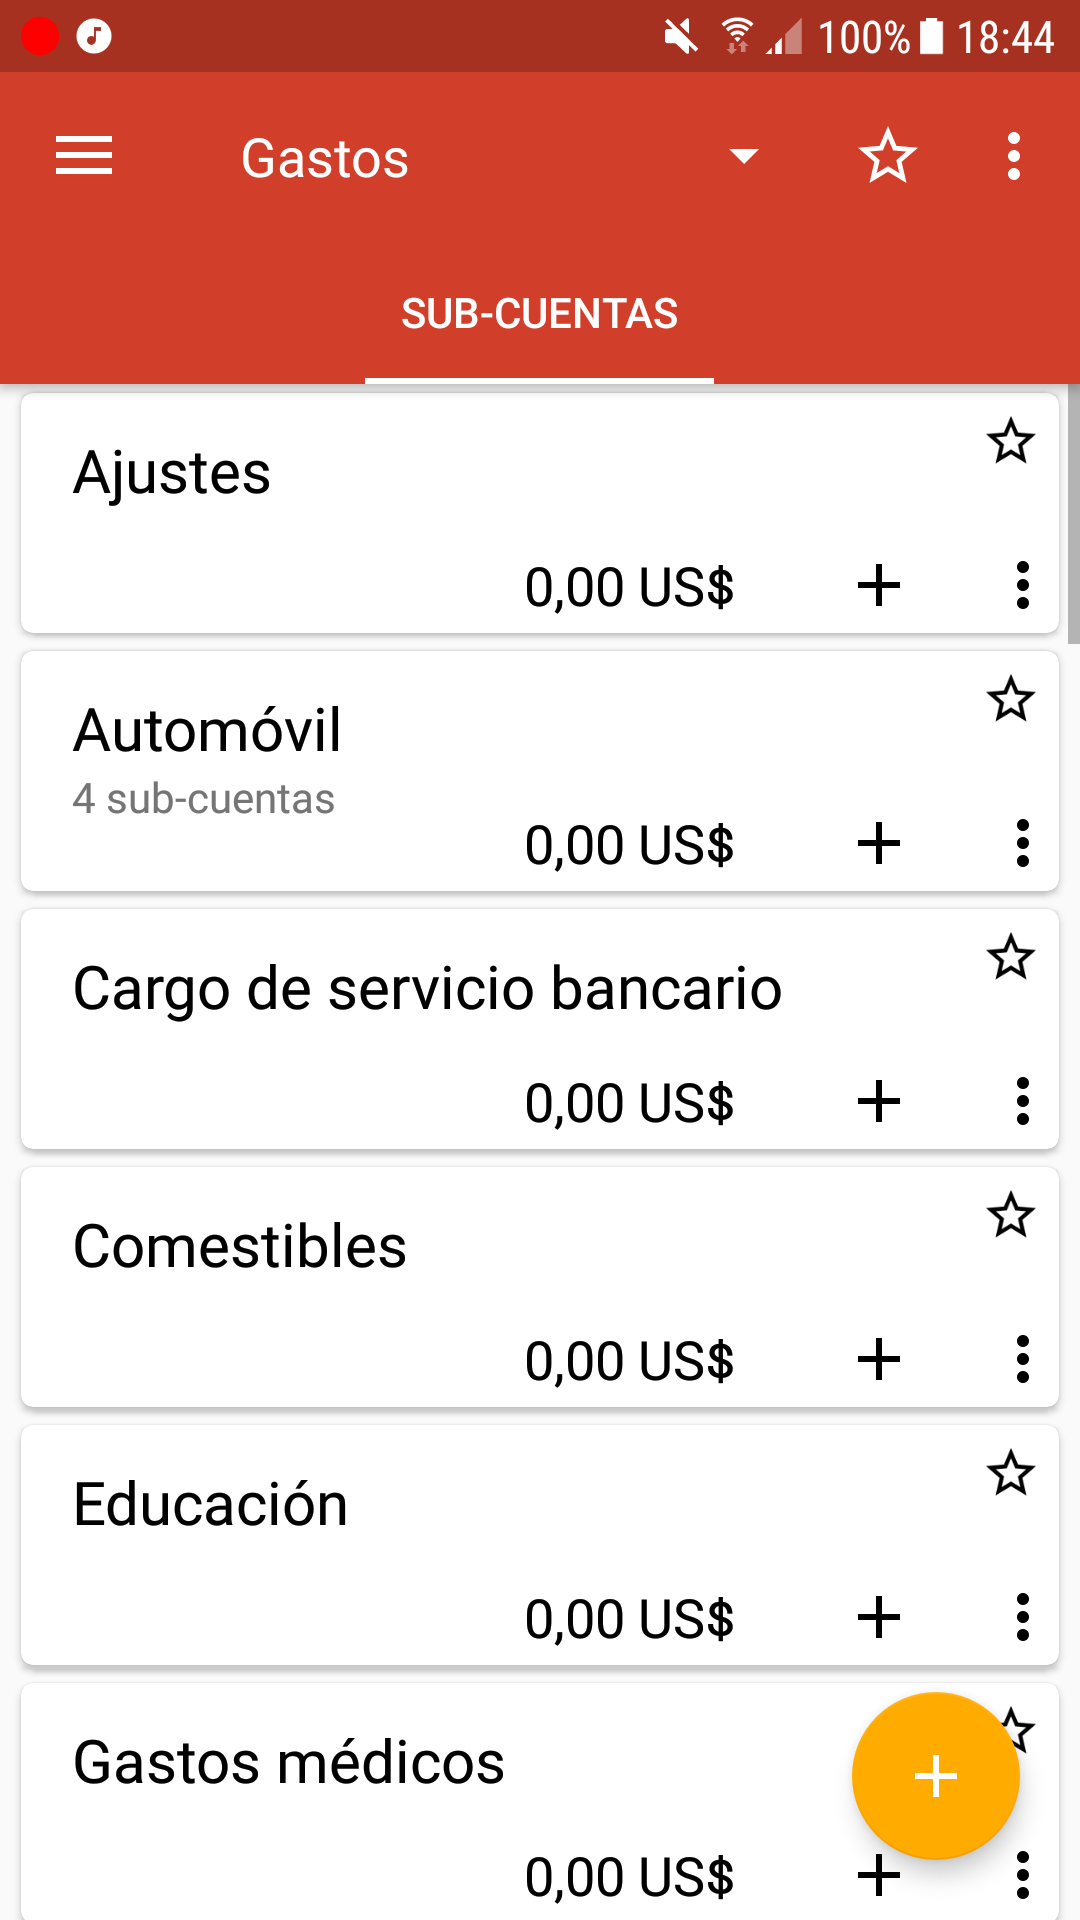 100% 18:44
Gastos
SUB-CUENTAS
Ajustes
0,00 US$
Automóvil
4 sub-cuentas
0,00 US$
Cargo de servicio bancario
0,00 US$
Comestibles
0,00 US$
Educación
0,00 US$
Gastos médicos
0,00 US$